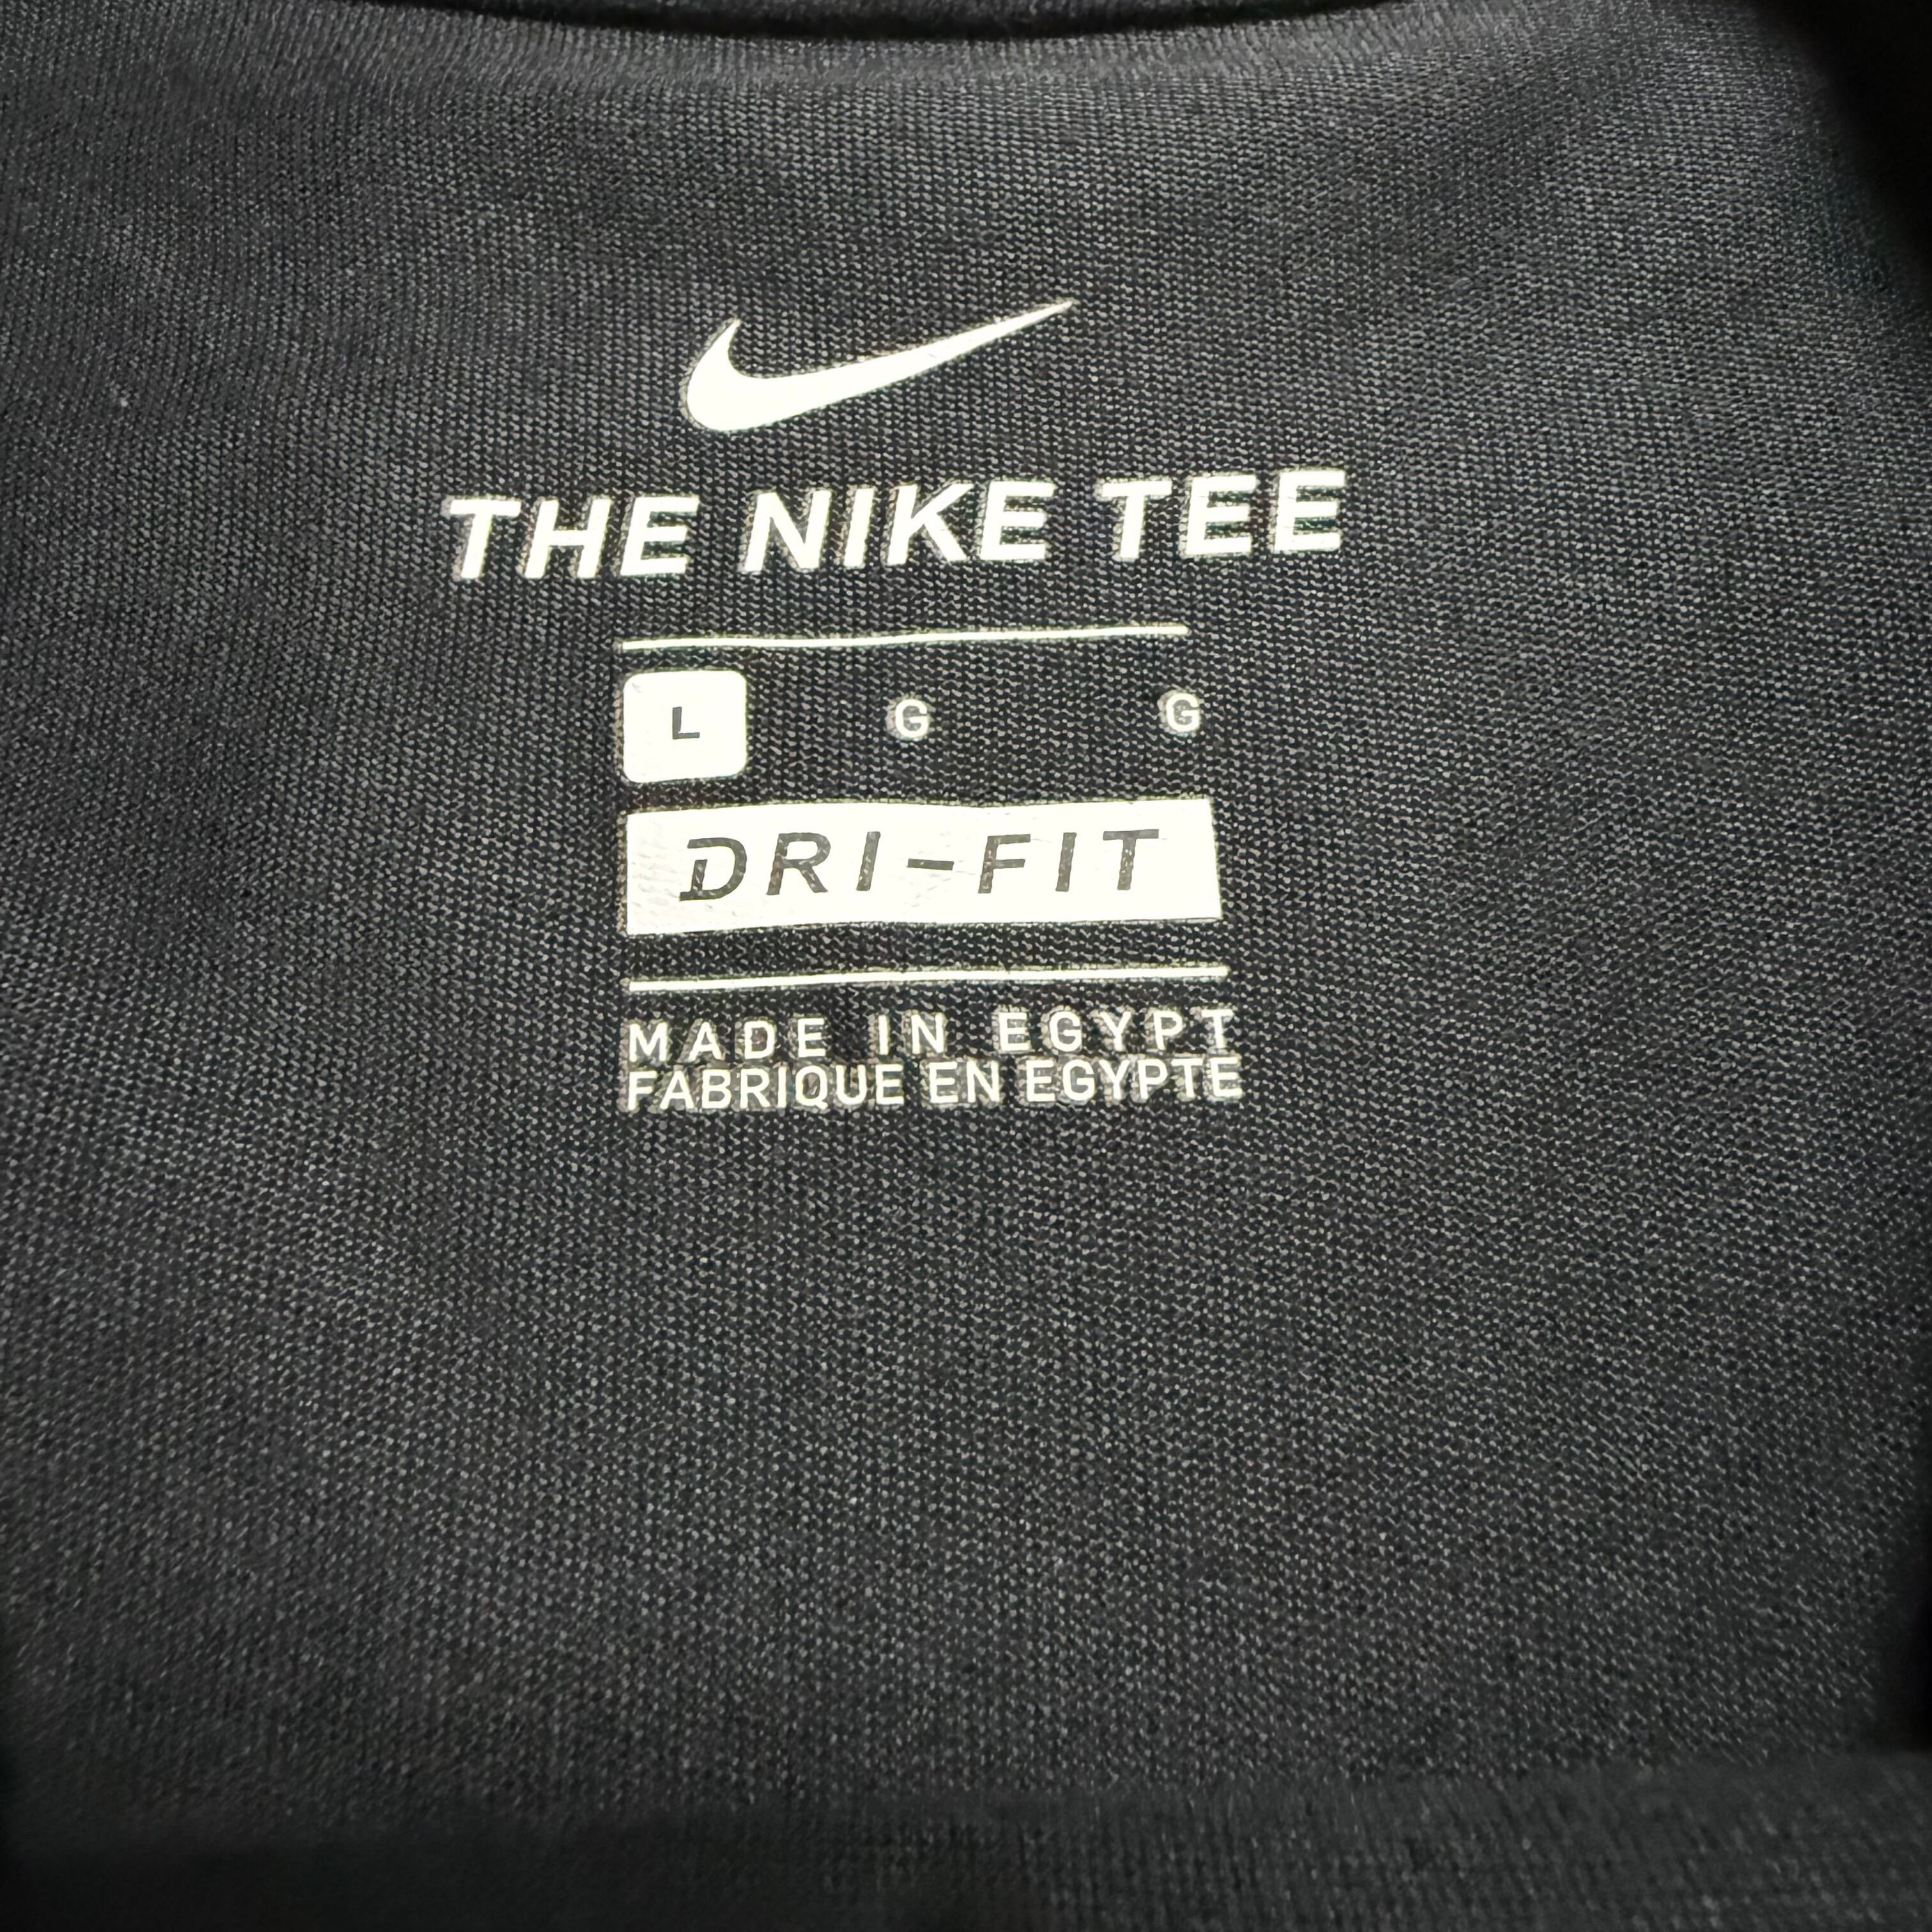 THE NIKE TEE
L G G
DRI-FIT
MADE IN EGYPT
FABRIQUE EN EGYPTE